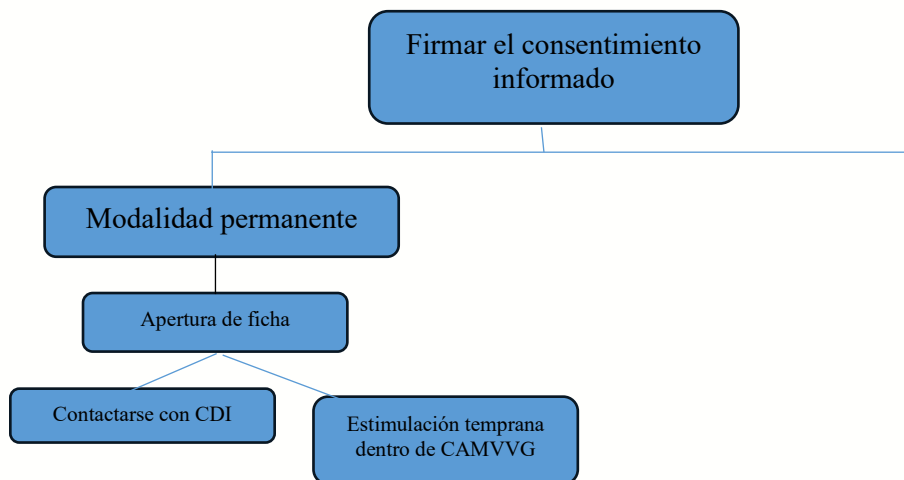 Firmar el consentimiento
informado
Modalidad permanente
Apertura de ficha
Contactarse con CDI
Estimulación temprana
dentro de CAMVVG